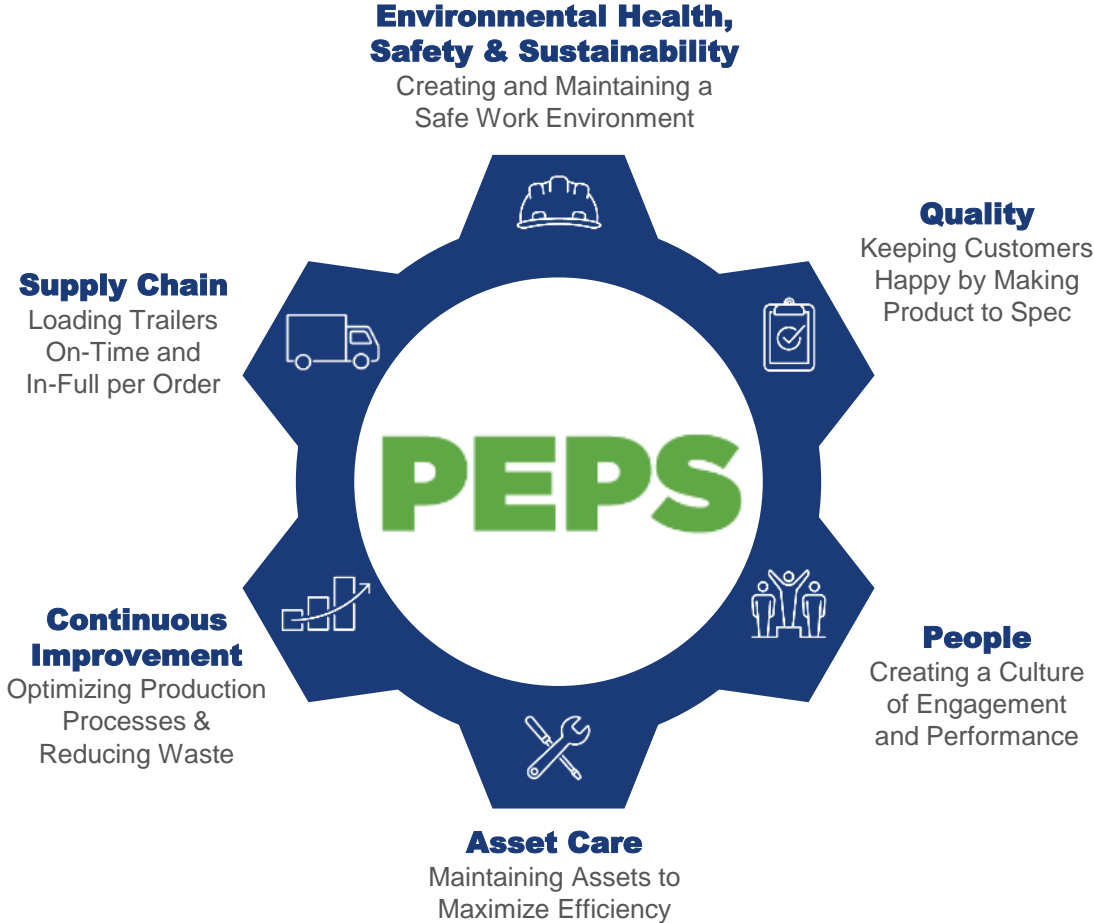 Environmental Health,
Safety & Sustainability
Creating and Maintaining a
Safe Work Environment
Quality
Keeping Customers
Happy by Making
Product to Spec
Supply Chain
Loading Trailers
On-Time and
In-Full per Order
PEPS
Continuous
Improvement
Optimizing Production
Processes &
Reducing Waste
People
Creating a Culture
of Engagement
and Performance
Asset Care
Maintaining Assets to
Maximize Efficiency